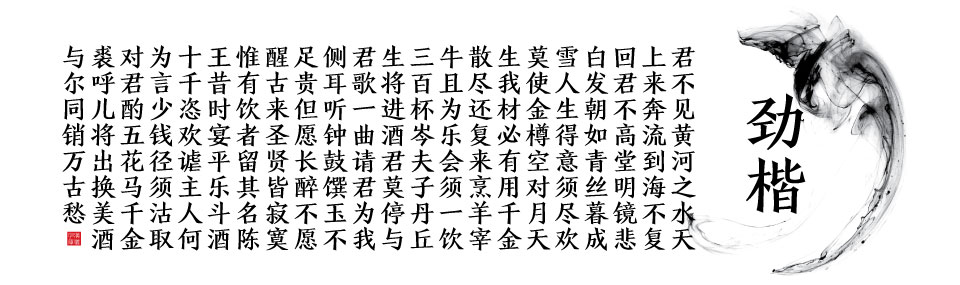 劲楷
君不见黄河之水天
上来奔流到海不复
回君不高堂明镜悲
白发朝如青丝暮成
雪人生得意须尽欢
莫使金樽空对月天
生我材必有用千金
散尽还复来烹羊宰
牛且为乐会须一饮
三百杯岑夫子丹丘
生将进酒君莫停与
君歌一曲请君为我
侧耳听钟鼓馔玉不
足贵但愿长醉不愿
醒古来圣贤皆寂寞
惟有饮者留其名陈
王昔时宴平乐斗酒
十千恣欢谑主人何
为言少钱径须沽取
对君酌五花马千金
裘呼儿将出换美酒
与尔同销万古愁